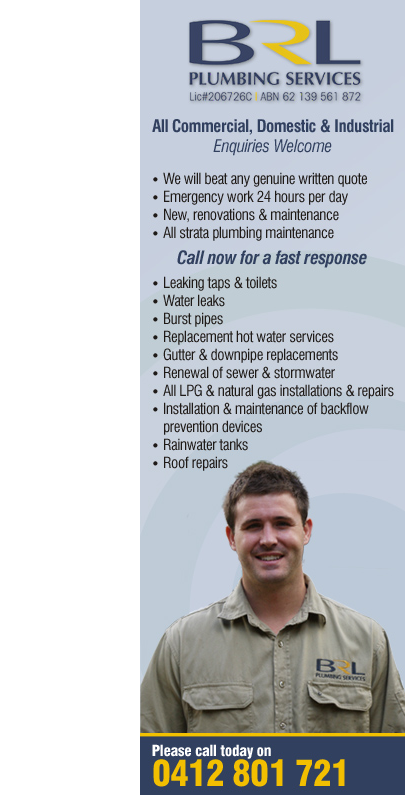 BRL
PLUMBING SERVICES
Lic#206726C | ABN 62 139 561 872
All Commercial, Domestic & Industrial
Enquiries Welcome
• We will beat any genuine written quote
• Emergency work 24 hours per day
• New, renovations & maintenance
• All strata plumbing maintenance
Call now for a fast response
• Leaking taps & toilets
• Water leaks
• Burst pipes
• Replacement hot water services
• Gutter & downpipe replacements
• Renewal of sewer & stormwater
• All LPG & natural gas installations & repairs
• Installation & maintenance of backflow
prevention devices
• Rainwater tanks
• Roof repairs
BRL
PLUMBING SERVICES
Please call today on
0412 801 721